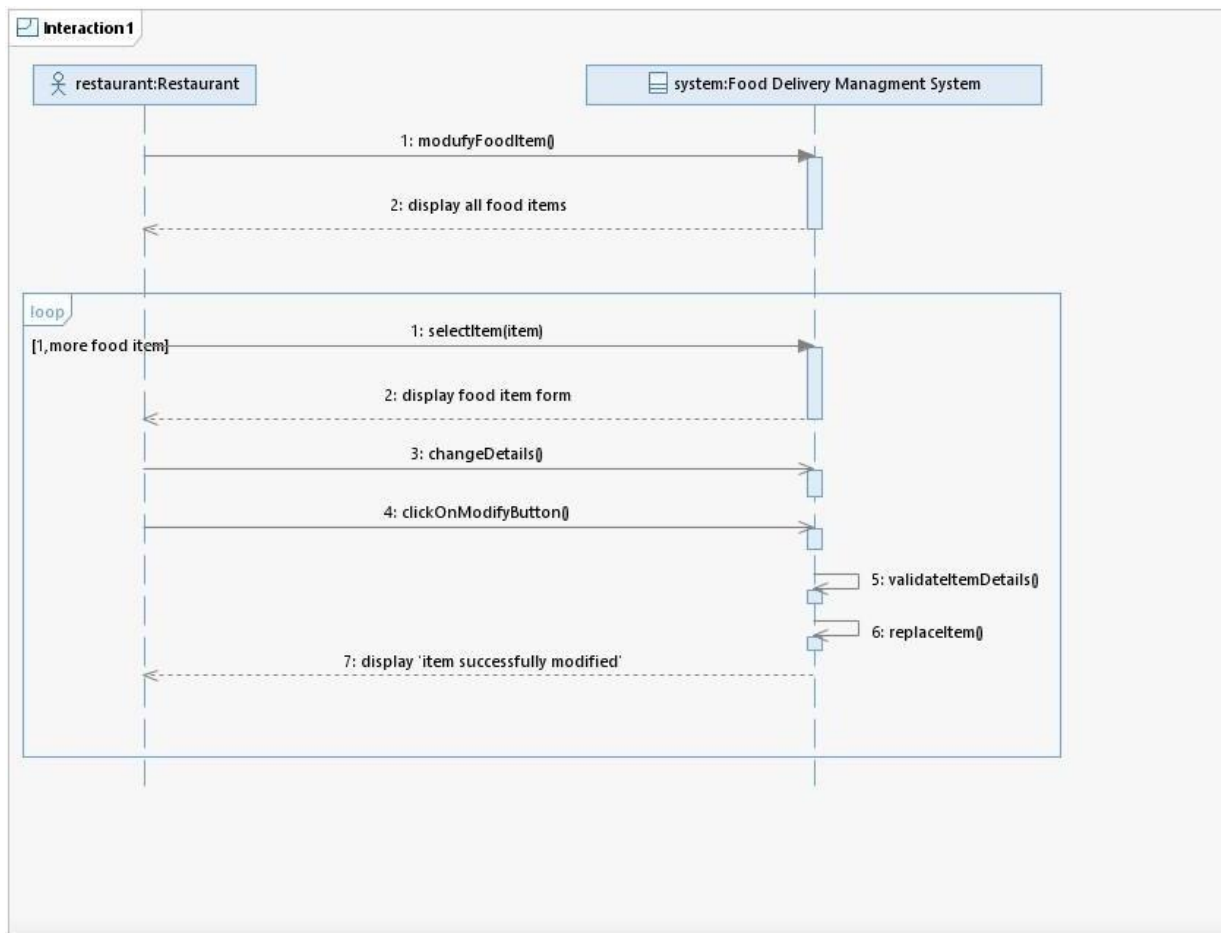 Interaction1
restaurant:Restaurant
system:Food Delivery Managment System
1: modufyFoodItem()
2: display all food items
loop
[1,more food item]
1: selectItem(item)
2: display food item form
3: changeDetails()
4: clickOnModifyButton()
5: validateItemDetails()
6: replaceItem()
7: display 'item successfully modified'